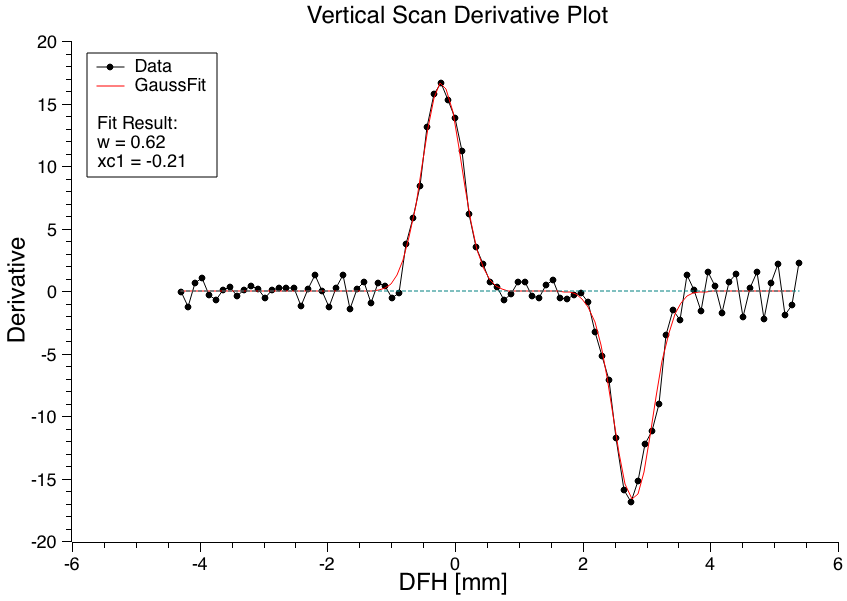 Vertical Scan Derivative Plot
20
Data
GaussFit
Fit Result:
w = 0.62
xc1 = -0.21
15
10
5
0
-5
-10
-15
-20
Derivative
-6 -4 -2 0 2 4 6
DFH [mm]